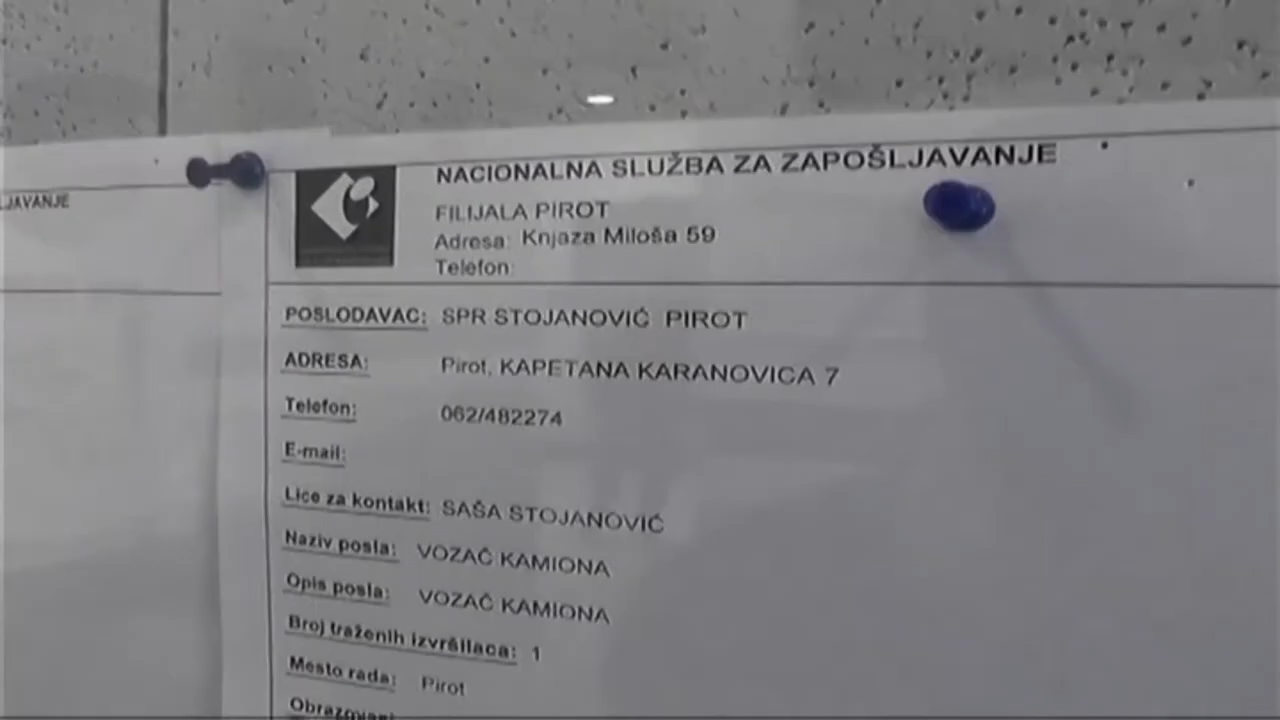 LJAVANJE
NACIONALNA SLUŽBA ZA ZAPOŠLJAVANJE
FILIJALA PIROT
Adresa: Knjaza Miloša 59
Telefon:
POSLODAVAC: SPR STOJANOVIĆ PIROT
ADRESA: Pirot, KAPETANA KARANOVICA 7
Telefon: 062/482274
E-mail:
Lice za kontakt: SAŠA STOJANOVIĆ
Naziv posla: VOZAČ KAMIONA
Opis posla: VOZAČ KAMIONA
Broj traženih izvršilaca: 1
Mesto rada: Pirot